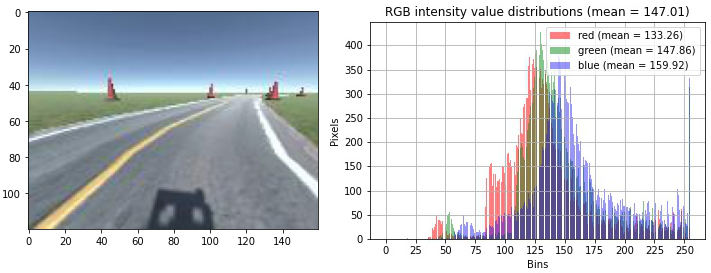 0
20
40
60
80
100
0 20 40 60 80 100 120 140
RGB intensity value distributions (mean = 147.01)
red (mean = 133.26)
green (mean = 147.86)
blue (mean = 159.92)
400
350
300
250
200
150
100
50
0
Pixels
0 25 50 75 100 125 150 175 200 225 250
Bins